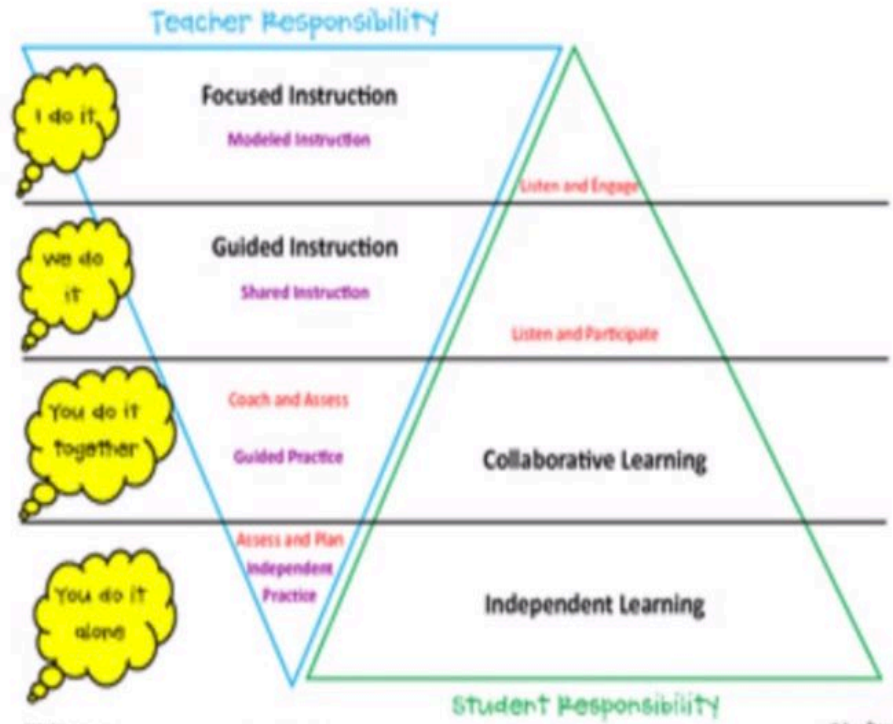 Teacher Responsibility
I do it
Focused Instruction
Modeled Instruction
Listen and Engage
We do
it
Guided Instruction
Shared Instruction
Listen and Participate
You do it
together
Coach and Assess
Guided Practice
Collaborative Learning
You do it
along
Assess and Plan
Independent
Practice
Independent Learning
Student Responsibility